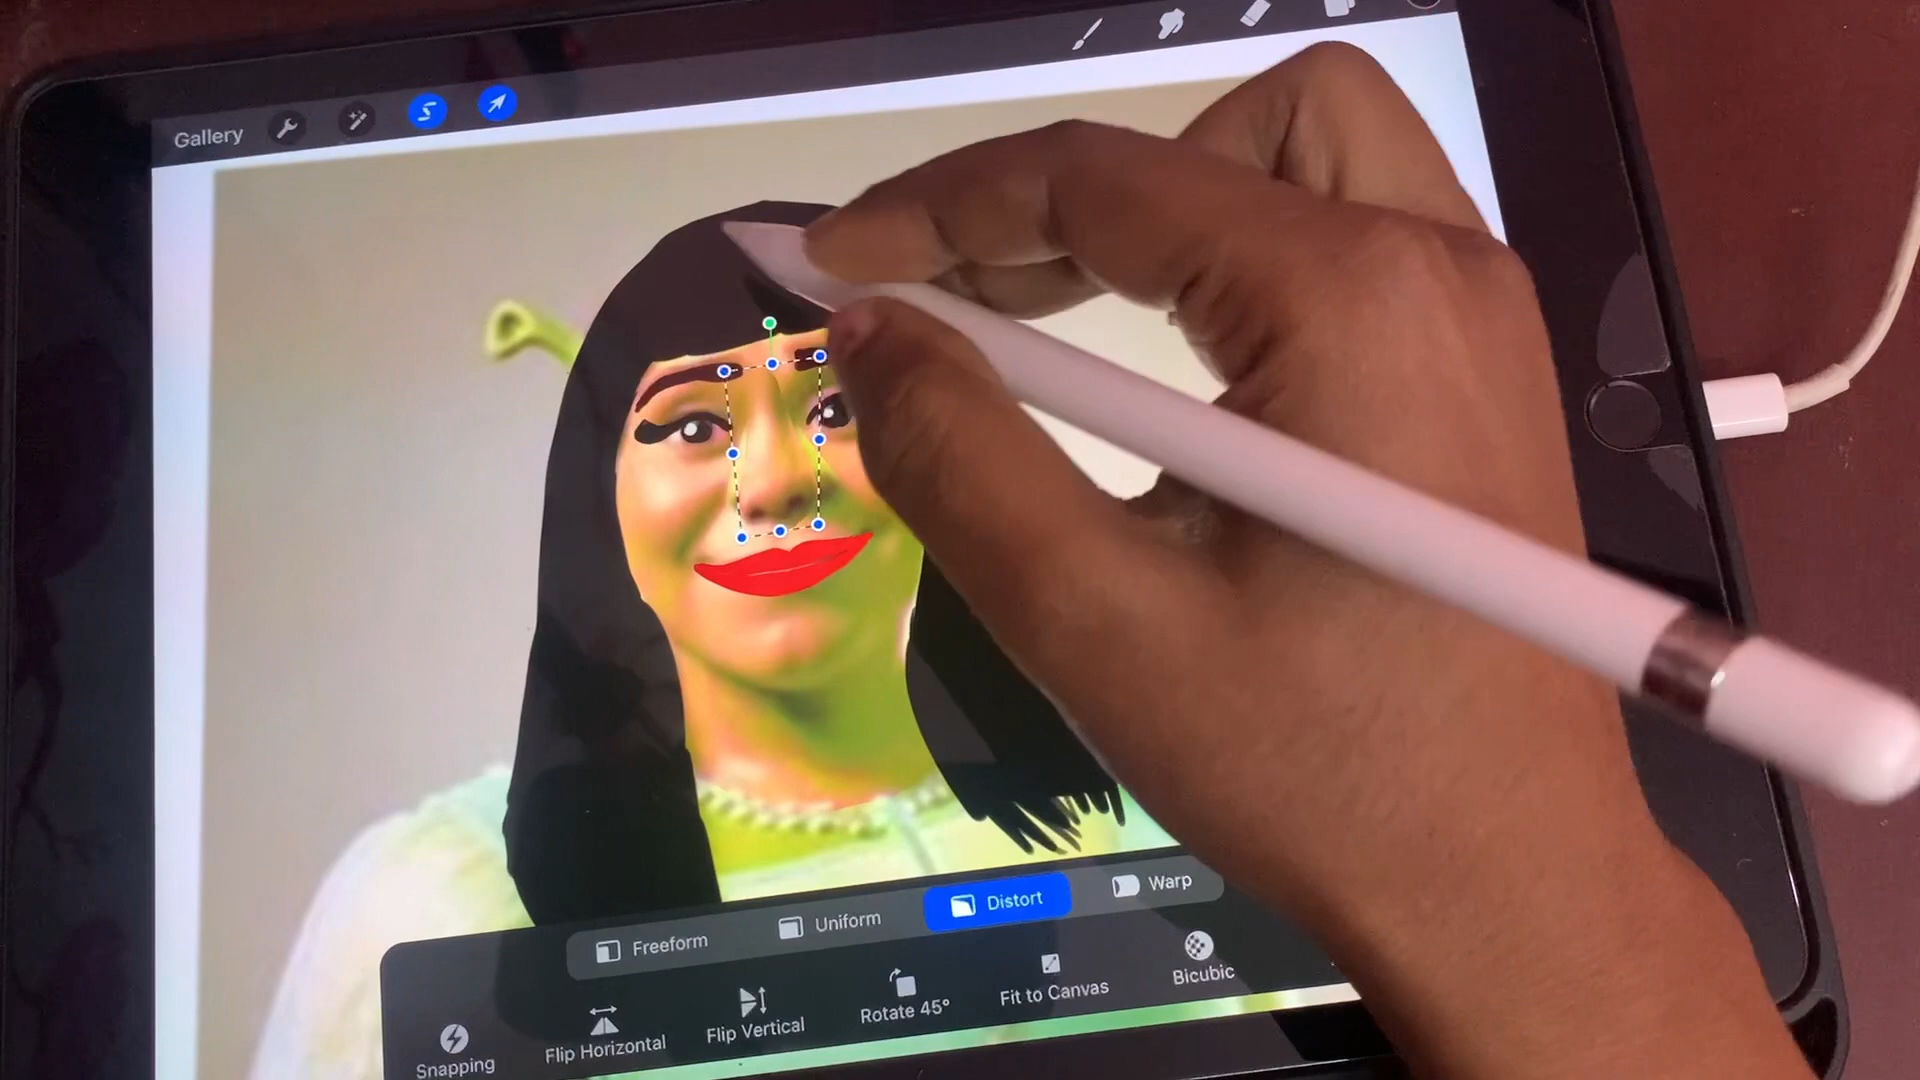 Gallery
Freeform
Uniform
Distort
Warp
Snapping
Flip Horizontal
Flip Vertical
Rotate 45°
Fit to Canvas
Bicubic